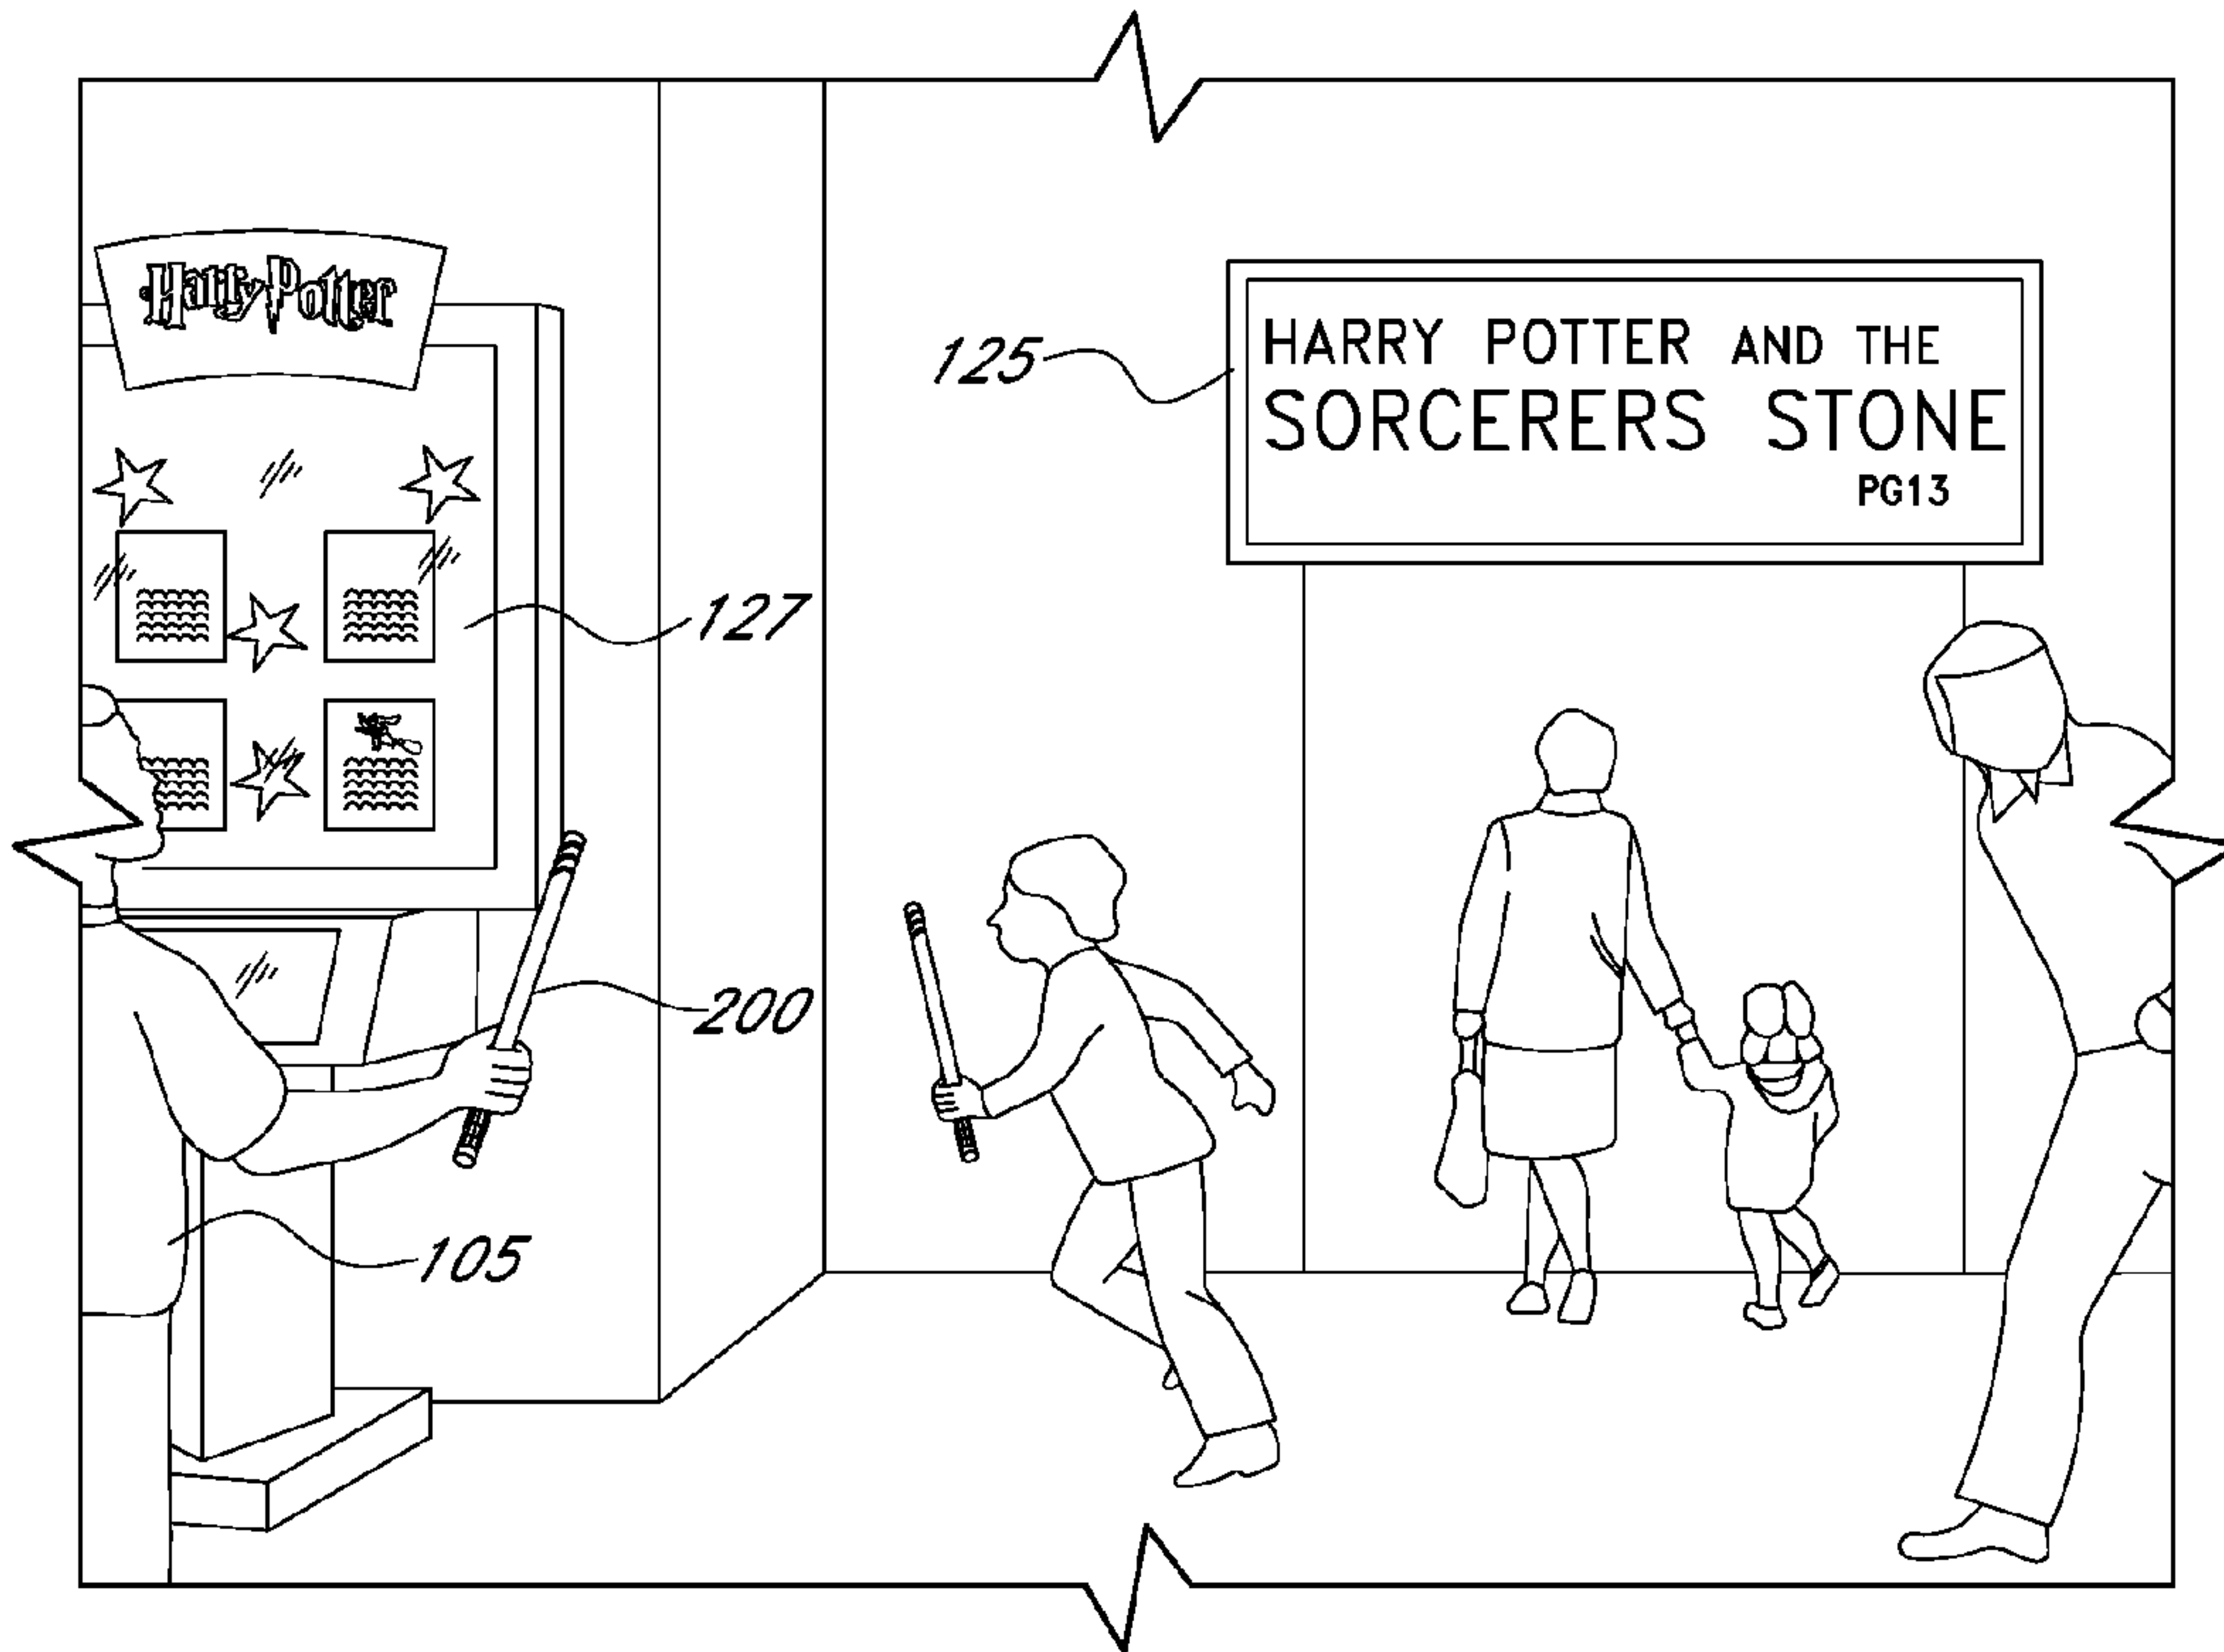 Harry Potter
125
HARRY POTTER AND THE
SORCERERS STONE
PG13
127
200
105